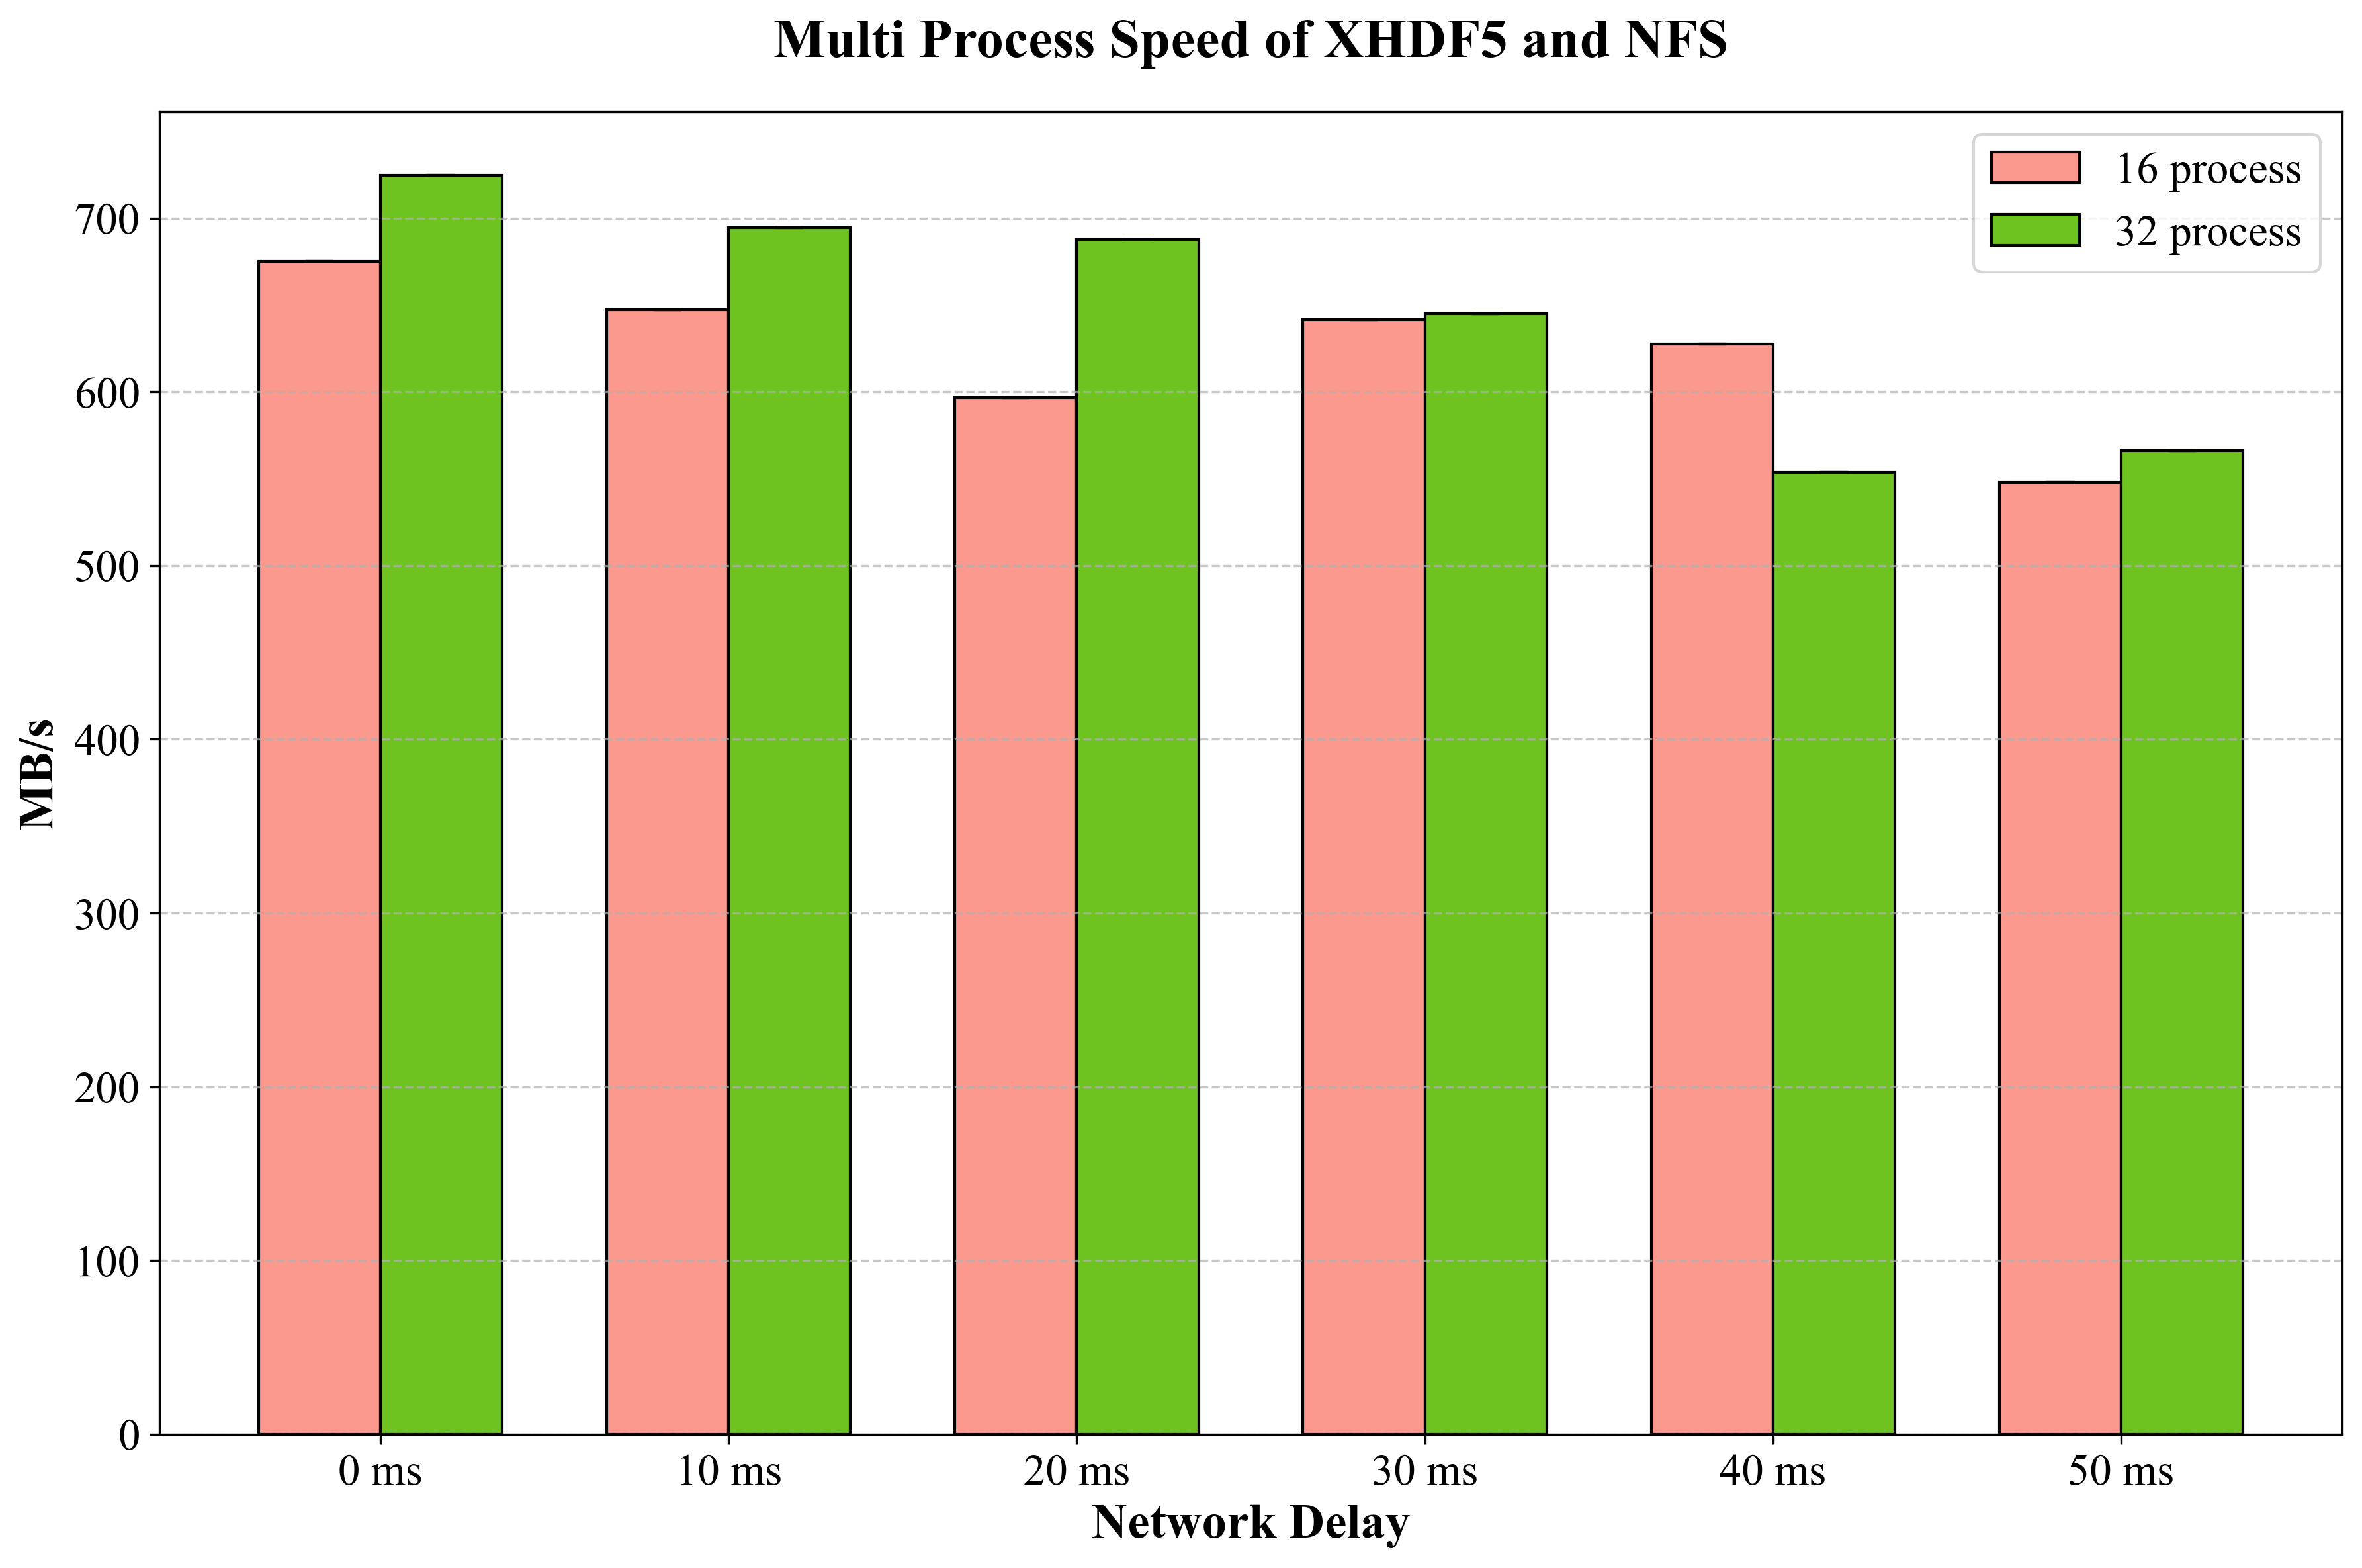 Multi Process Speed of XHDF5 and NFS
16 process
32 process
MB/s
700
600
500
400
300
200
100
0
0 ms
10 ms
20 ms
30 ms
40 ms
50 ms
Network Delay